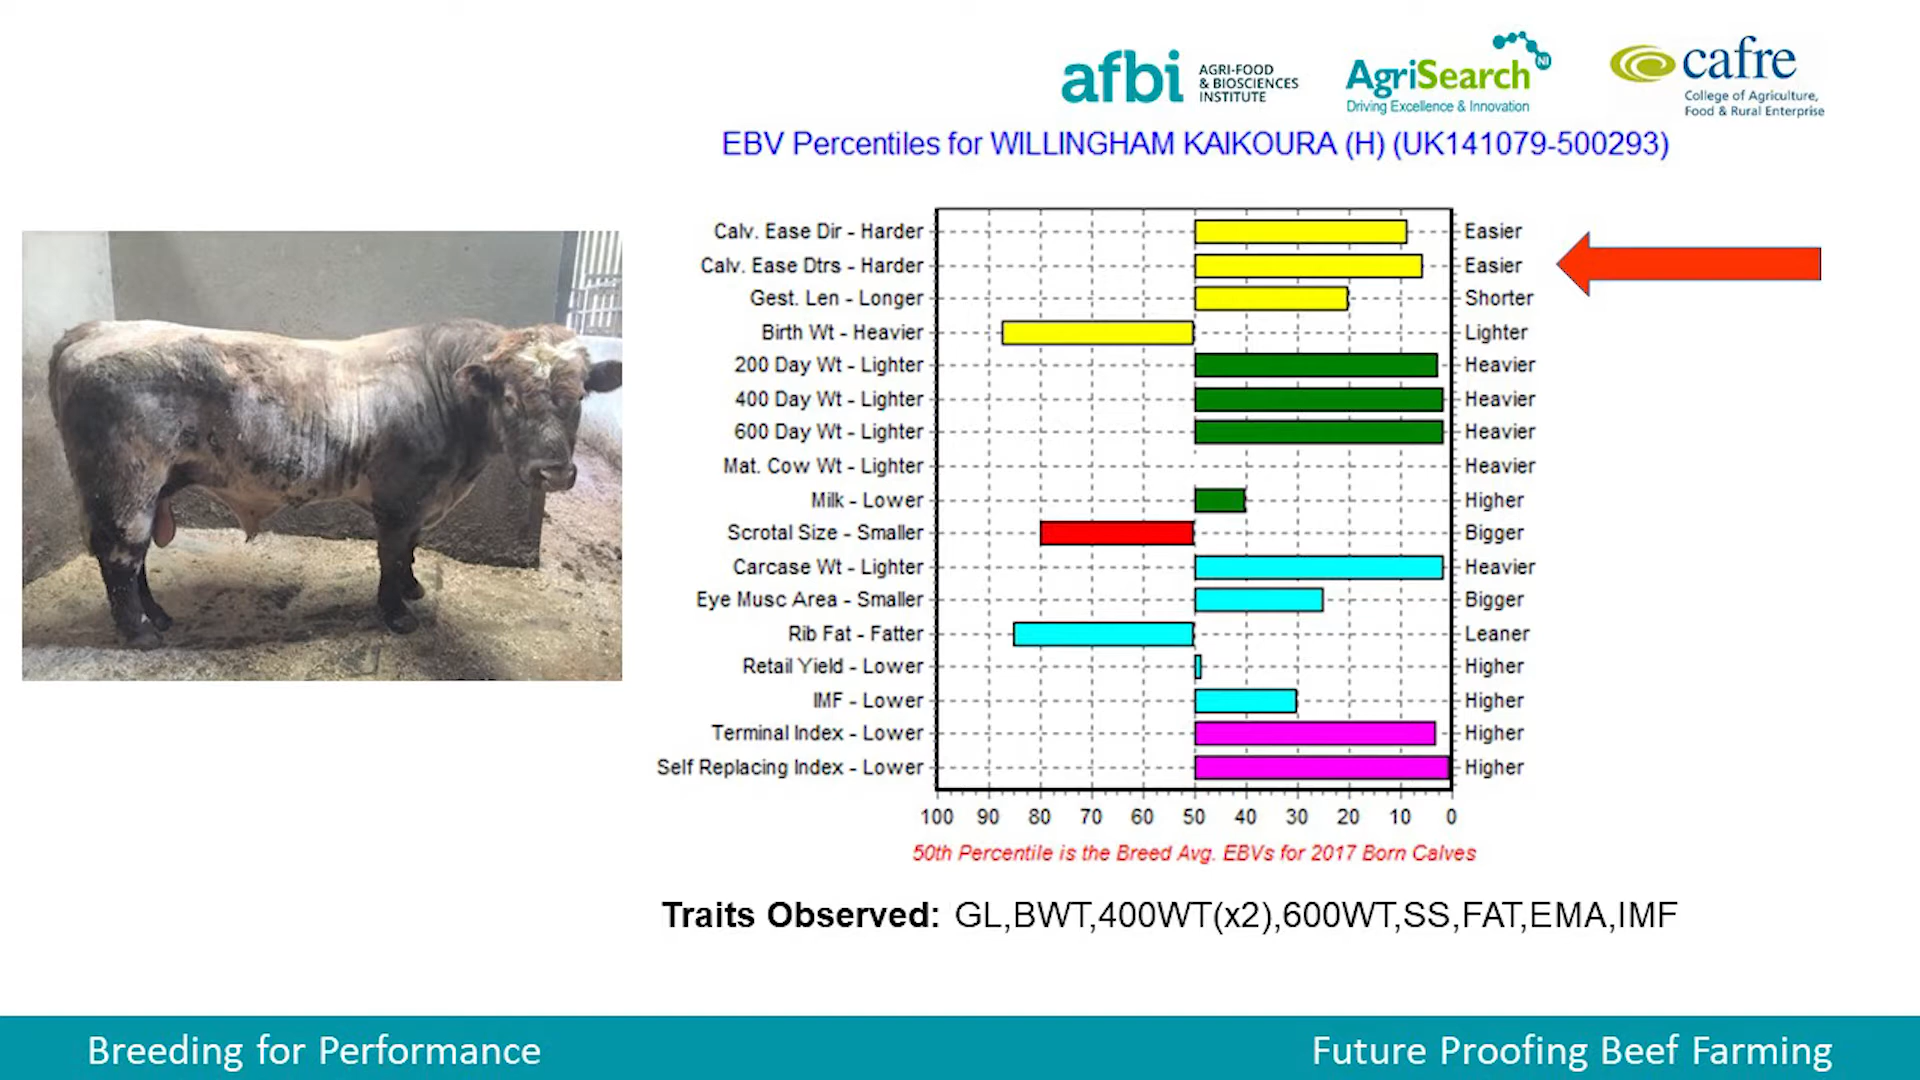 afbi AGRI-FOOD
& BIOSCIENCES
INSTITUTE
AgriSearch NI
Driving Excellence & Innovation
cafre
College of Agriculture,
Food & Rural Enterprise
EBV Percentiles for WILLINGHAM KAIKOURA (H) (UK141079-500293)
Calv. Ease Dir - Harder Easier
Calv. Ease Dtrs - Harder Easier
Gest. Len - Longer Shorter
Birth Wt - Heavier Lighter
200 Day Wt - Lighter Heavier
400 Day Wt - Lighter Heavier
600 Day Wt - Lighter Heavier
Mat. Cow Wt - Lighter Heavier
Milk - Lower Higher
Scrotal Size - Smaller Bigger
Carcase Wt - Lighter Heavier
Eye Musc Area - Smaller Bigger
Rib Fat - Fatter Leaner
Retail Yield - Lower Higher
IMF - Lower Higher
Terminal Index - Lower Higher
Self Replacing Index - Lower Higher
100 90 80 70 60 50 40 30 20 10 0
50th Percentile is the Breed Avg. EBVs for 2017 Born Calves
Traits Observed: GL,BWT,400WT(x2),600WT,SS,FAT,EMA,IMF
Breeding for Performance
Future Proofing Beef Farming